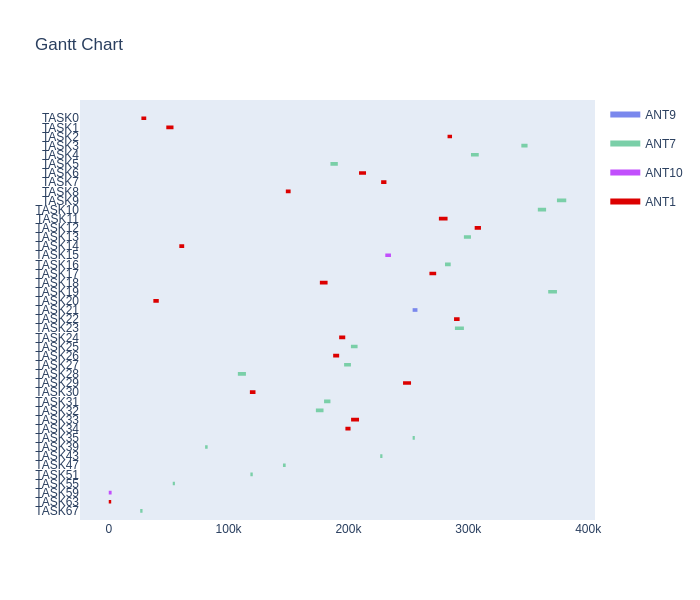 Gantt Chart
TASK0
TASK1
TASK2
TASK3
TASK4
TASK5
TASK6
TASK7
TASK8
TASK9
TASK10
TASK11
TASK12
TASK13
TASK14
TASK15
TASK16
TASK17
TASK18
TASK19
TASK20
TASK21
TASK22
TASK23
TASK24
TASK25
TASK26
TASK27
TASK28
TASK29
TASK30
TASK31
TASK32
TASK33
TASK34
TASK35
TASK39
TASK43
TASK47
TASK51
TASK55
TASK59
TASK63
TASK67
0 100k 200k 300k 400k
ANT9
ANT7
ANT10
ANT1